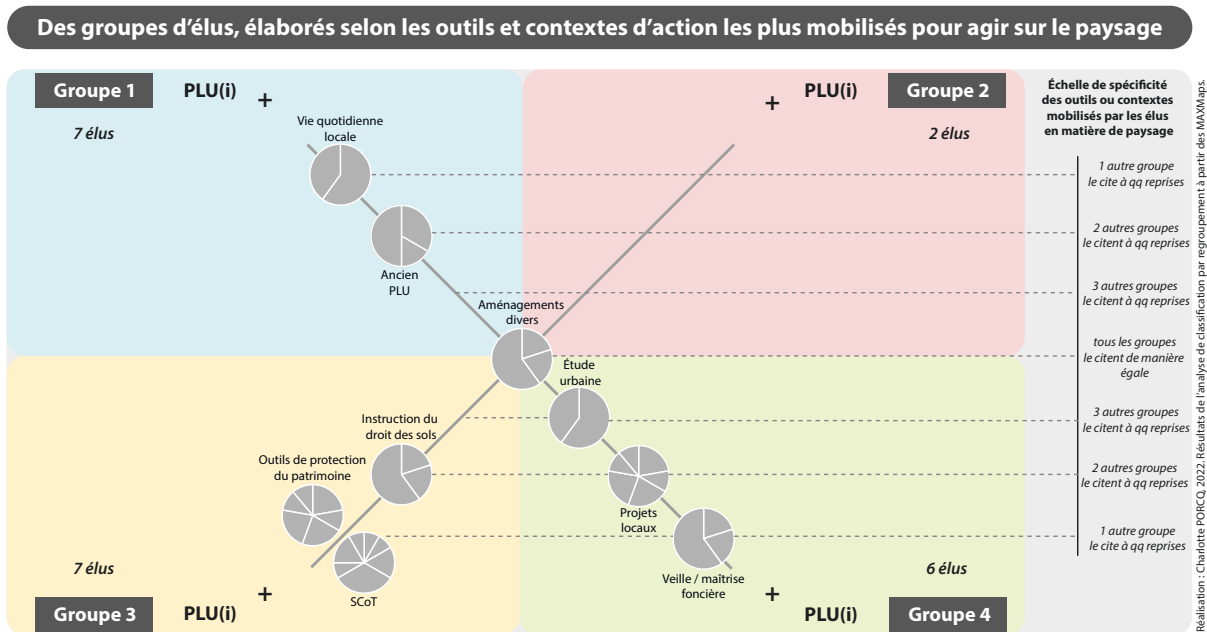 Des groupes d'élus, élaborés selon les outils et contextes d'action les plus mobilisés pour agir sur le paysage
Groupe 1
PLU(i)
+
7 élus
Vie quotidienne
locale
Ancien
PLU
Aménagements
divers
+
PLU(i)
Groupe 2
2 élus
Étude
urbaine
Projets
locaux
Veille / maîtrise
foncière
6 élus
+
PLU(i)
Groupe 4
Instruction du
droit des sols
Outils de protection
du patrimoine
SCoT
7 élus
Groupe 3
PLU(i)
+
Échelle de spécificité
des outils ou contextes
mobilisés par les élus
en matière de paysage
1 autre groupe
le cite à qq reprises
2 autres groupes
le citent à qq reprises
3 autres groupes
le citent à qq reprises
tous les groupes
le citent de manière
égale
3 autres groupes
le citent à qq reprises
2 autres groupes
le citent à qq reprises
1 autre groupe
le cite à qq reprises
Réalisation : Charlotte PORCQ, 2022. Résultats de l'analyse de classification par regroupement à partir des MAXMaps.